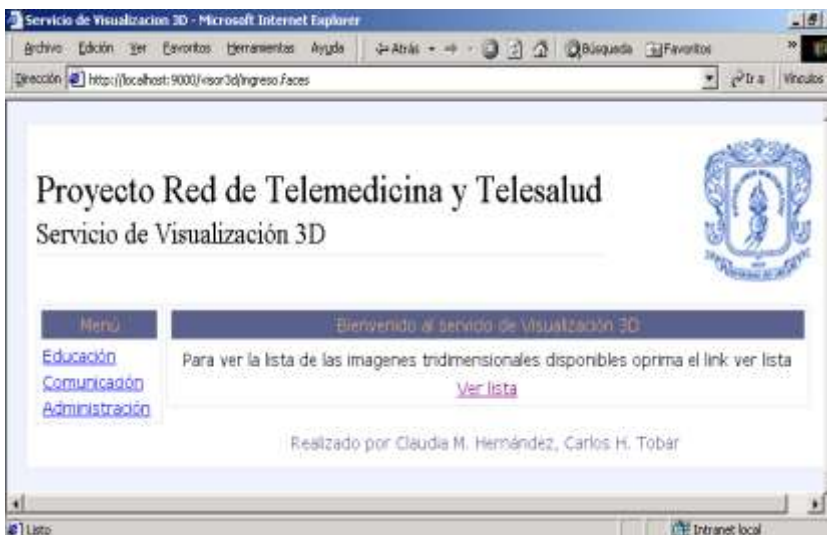 Servicio de Visualizacion 3D - Microsoft Internet Explorer
Archivo Edición Ver Favoritos Herramientas Ayuda Atrás Búsqueda Favoritos
Dirección http://localhost:9000/visor3d/ingreso.faces Ir a Vínculos
Proyecto Red de Telemedicina y Telesalud
Servicio de Visualización 3D
Menú
Bienvenido al servicio de Visualización 3D
Educación
Comunicación
Administración
Para ver la lista de las imagenes tridimensionales disponibles oprima el link ver lista
Ver lista
Realizado por Claudia M. Hernández, Carlos H. Tobar
Listo
Intranet local